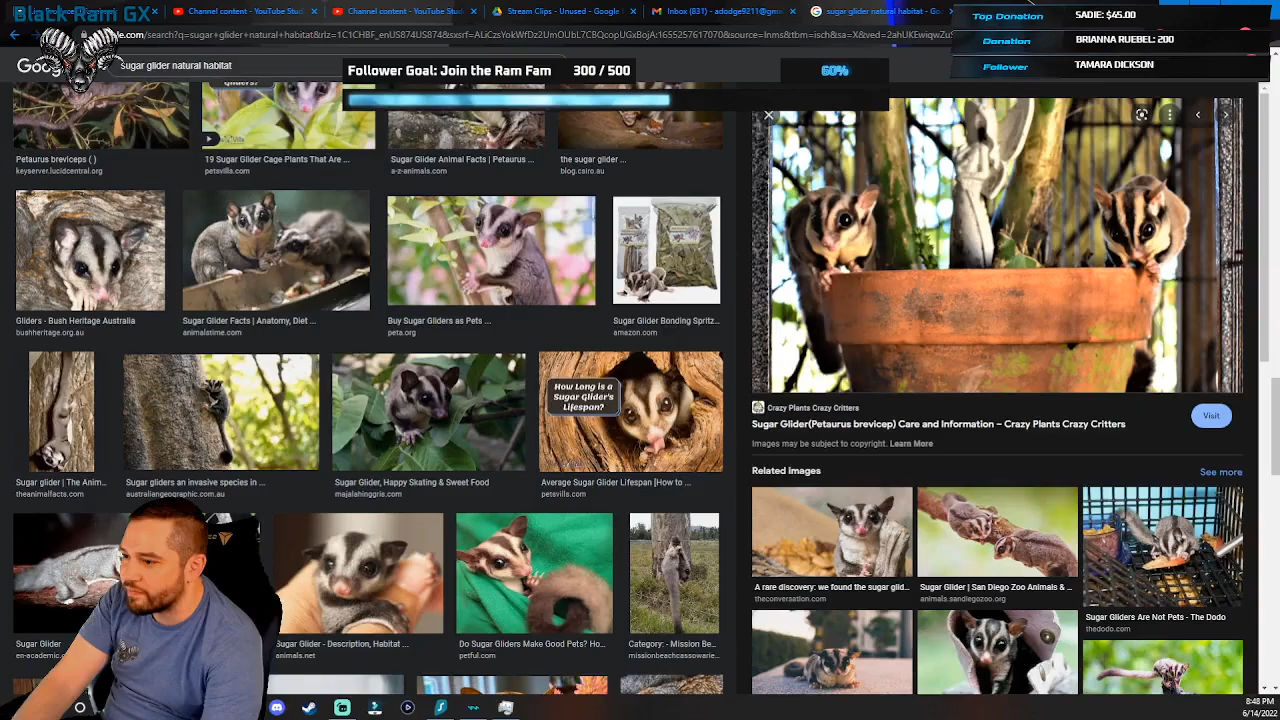 Black Ram GX
Channel content - YouTube Stu
Channel content - YouTube Studi
Stream Clips - Unused - Google D
Inbox (831) - adodge9211@gm
sugar glider natural habitat - Go
Top Donation
SADIE: $45.00
Donation
BRIANNA RUEBEL: 200
Follower
TAMARA DICKSON
sugar glider natural habitat
Follower Goal: Join the Ram Fam
300 / 500
60%
Petaurus breviceps ( )
keyserver.lucidcentral.org
19 Sugar Glider Cage Plants That Are ...
petsvilla.com
Sugar Glider Animal Facts | Petaurus ...
a-z-animals.com
the sugar glider ...
blog.cairo.au
Gliders - Bush Heritage Australia
bushheritage.org.au
Sugar Glider Facts | Anatomy, Diet ...
animalstime.com
Buy Sugar Gliders as Pets ...
peta.org
Sugar Glider Bonding Spritz...
amazon.com
Crazy Plants Crazy Critters
Sugar Glider(Petaurus brevicep) Care and Information – Crazy Plants Crazy Critters
Visit
Images may be subject to copyright. Learn More
Related images
See more
How Long is a
Sugar Glider's
Lifespan?
Sugar glider | The Anim...
theanimalfacts.com
Sugar gliders an invasive species in ...
australiangeographic.com.au
Sugar Glider, Happy Skating & Sweet Food
majalahhinggris.com
Average Sugar Glider Lifespan [How to ...
petsvilla.com
A rare discovery: we found the sugar glid...
theconversation.com
Sugar Glider | San Diego Zoo Animals & ...
animals.sandiegozoo.org
Sugar Gliders Are Not Pets - The Dodo
thedodo.com
Sugar Glider
en-academic.
Sugar Glider - Description, Habitat ...
animals.net
Do Sugar Gliders Make Good Pets? Ho...
petful.com
Category: - Mission Be...
missionbeachcassowarie...
8:48 PM
6/14/2022